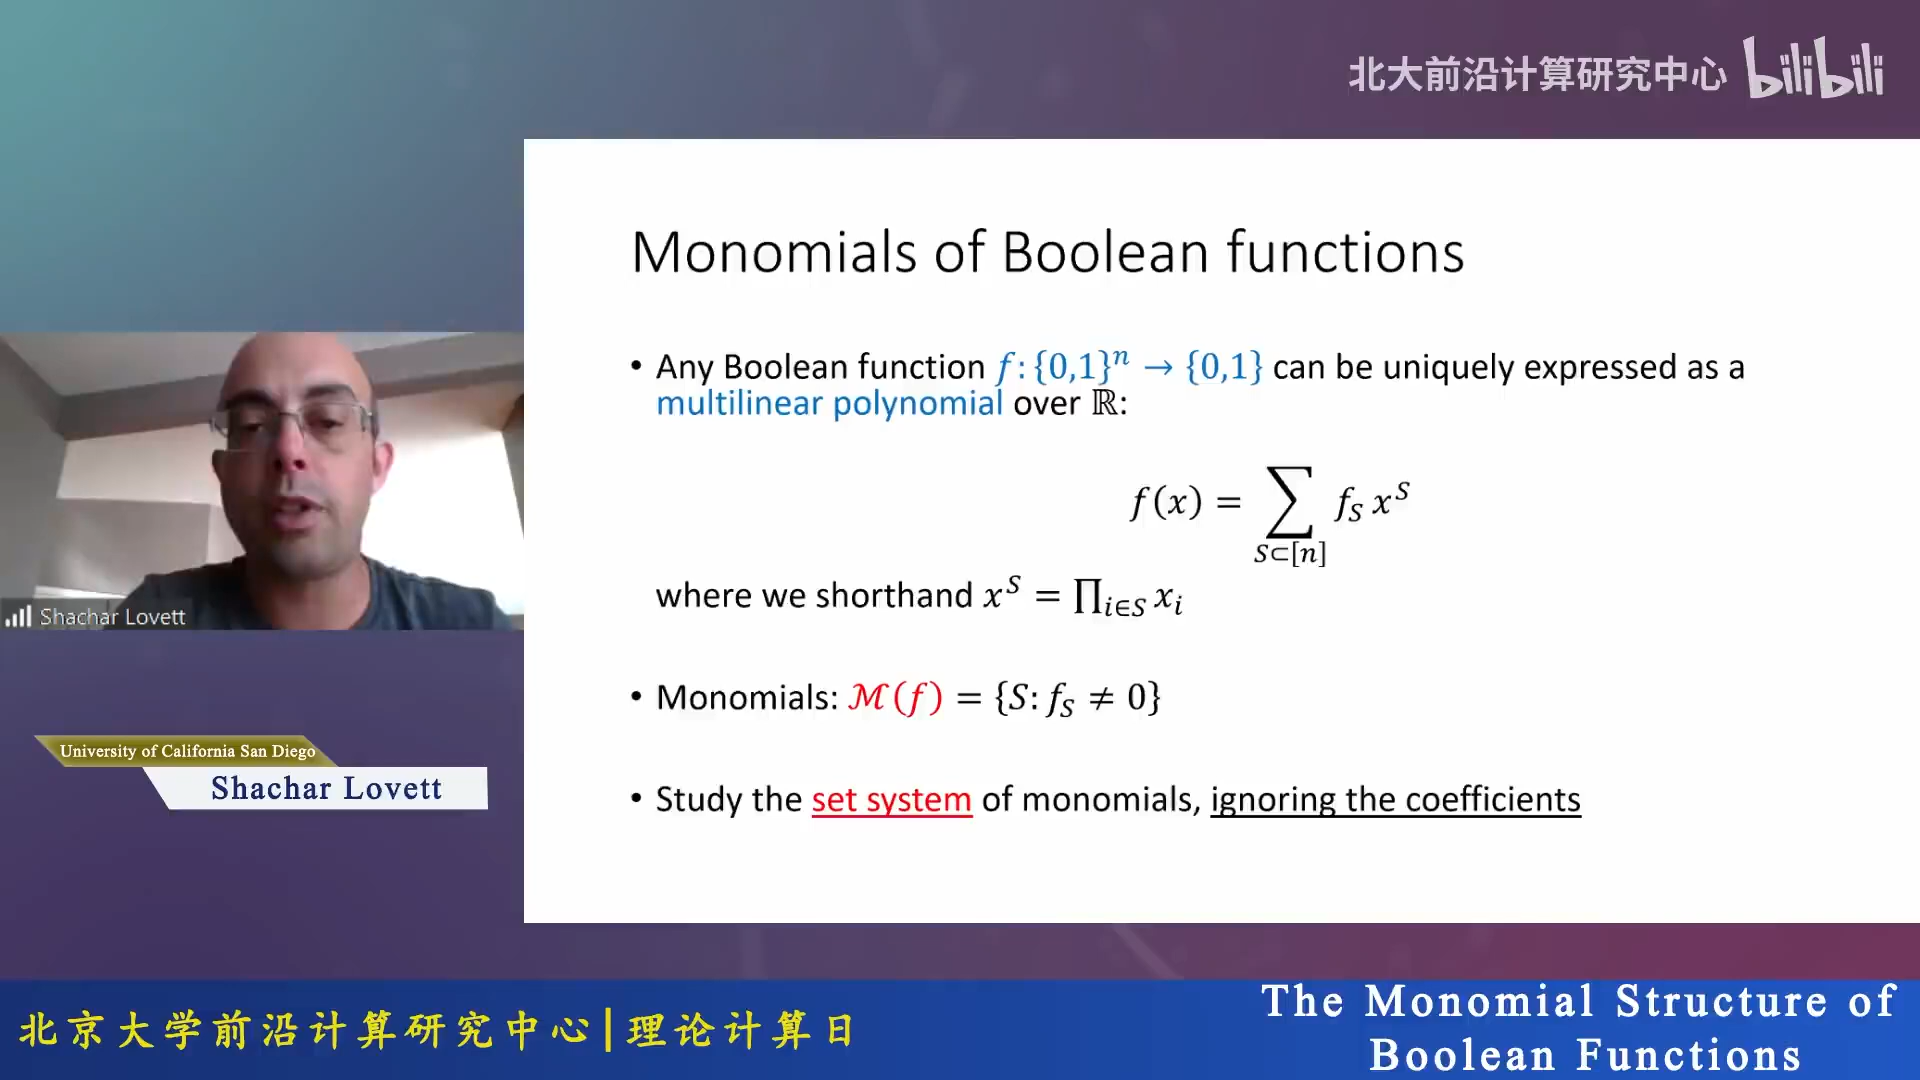 北大前沿计算研究中心 bilibili
Monomials of Boolean functions
• Any Boolean function f: {0,1}ⁿ → {0,1} can be uniquely expressed as a
multilinear polynomial over ℝ:
f(x) = ∑_{S⊂[n]} f_S x^S
where we shorthand x^S = ∏_{i∈S} x_i
• Monomials: ℳ(f) = {S: f_S ≠ 0}
• Study the set system of monomials, ignoring the coefficients
Shachar Lovett
University of California San Diego
Shachar Lovett
北京大学前沿计算研究中心|理论计算日
The Monomial Structure of
Boolean Functions